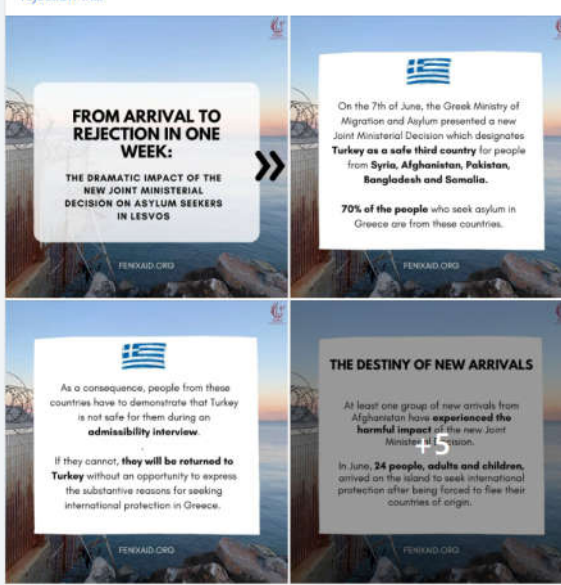 FROM ARRIVAL TO
REJECTION IN ONE
WEEK:
THE DRAMATIC IMPACT OF THE
NEW JOINT MINISTERIAL
DECISION ON ASYLUM SEEKERS
IN LESVOS
FENIXAID.ORG
On the 7th of June, the Greek Ministry of
Migration and Asylum presented a new
Joint Ministerial Decision which designates
Turkey as a safe third country for people
from Syria, Afghanistan, Pakistan,
Bangladesh and Somalia.
70% of the people who seek asylum in
Greece are from these countries.
FENIXAID.ORG
As a consequence, people from these
countries have to demonstrate that Turkey
is not safe for them during an
admissibility interview.
If they cannot, they will be returned to
Turkey without an opportunity to express
the substantive reasons for seeking
international protection in Greece.
FENIXAID.ORG
THE DESTINY OF NEW ARRIVALS
At least one group of new arrivals from
Afghanistan have experienced the
harmful impact of the new Joint
Ministerial Decision.
+5
In June, 24 people, adults and children,
arrived on the island to seek international
protection after being forced to flee their
countries of origin.
FENIXAID.ORG